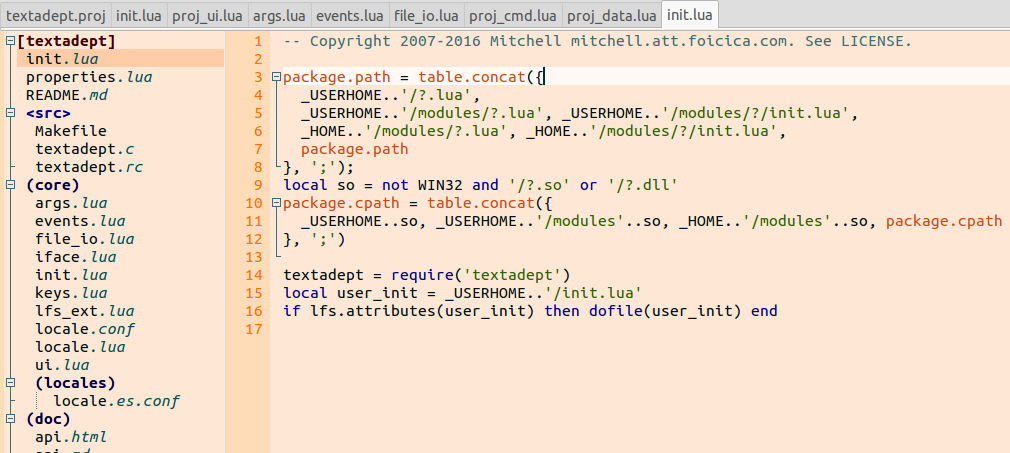 textadept.proj init.lua proj_ui.lua args.lua events.lua file_io.lua proj_cmd.lua proj_data.lua init.lua
[textadept]
init.lua
properties.lua
README.md
<src>
Makefile
textadept.c
textadept.rc
(core)
args.lua
events.lua
file_io.lua
iface.lua
init.lua
keys.lua
lfs_ext.lua
locale.conf
locale.lua
ui.lua
(locales)
locale.es.conf
(doc)
api.html
1 -- Copyright 2007-2016 Mitchell mitchell.att.foicica.com. See LICENSE.
2
3 package.path = table.concat({
4 _USERHOME..'/?.lua',
5 _USERHOME..'/modules/?.lua', _USERHOME..'/modules/?/init.lua',
6 _HOME..'/modules/?.lua', _HOME..'/modules/?/init.lua',
7 package.path
8 }, ';');
9 local so = not WIN32 and '/?.so' or '/?.dll'
10 package.cpath = table.concat({
11 _USERHOME..so, _USERHOME..'/modules'..so, _HOME..'/modules'..so, package.cpath
12 }, ';')
13
14 textadept = require('textadept')
15 local user_init = _USERHOME..'/init.lua'
16 if lfs.attributes(user_init) then dofile(user_init) end
17